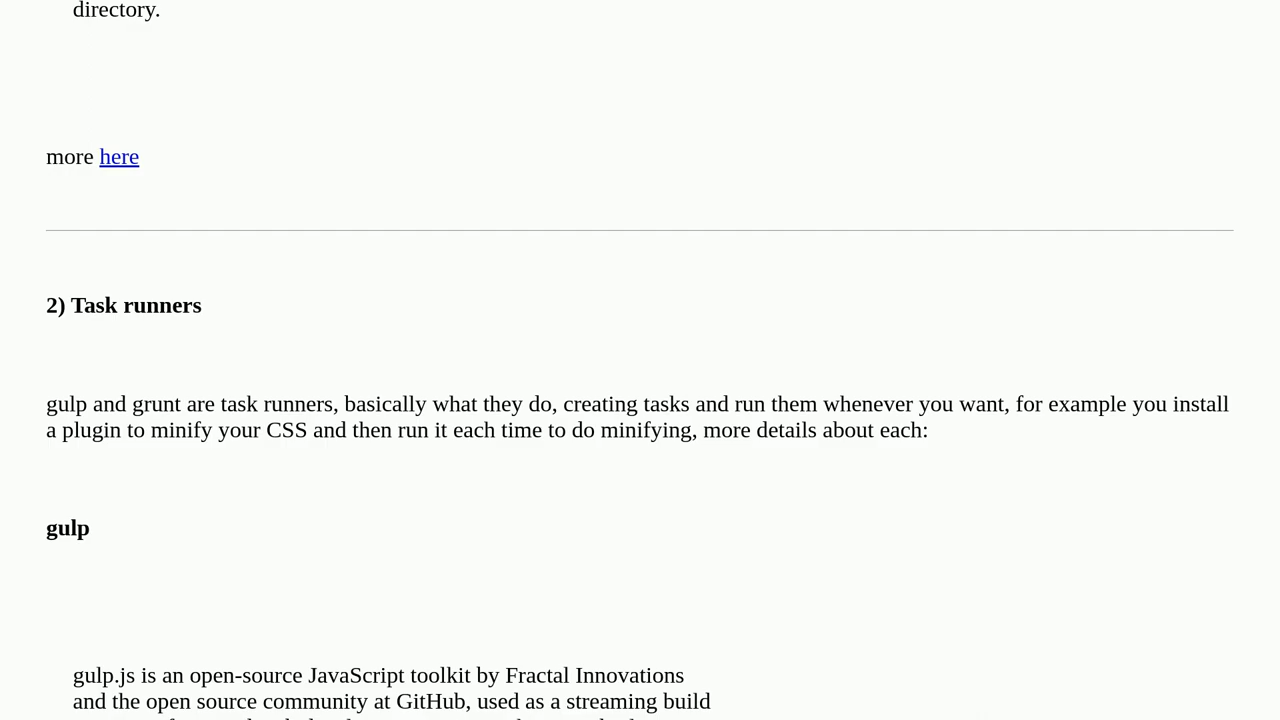 directory.
more here
2) Task runners
gulp and grunt are task runners, basically what they do, creating tasks and run them whenever you want, for example you install
a plugin to minify your CSS and then run it each time to do minifying, more details about each:
gulp
gulp.js is an open-source JavaScript toolkit by Fractal Innovations
and the open source community at GitHub, used as a streaming build